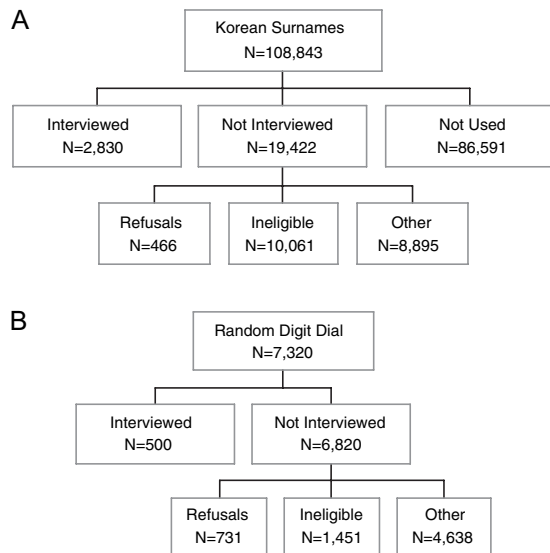 A
Korean Surnames
N=108,843
Interviewed
N=2,830
Not Interviewed
N=19,422
Not Used
N=86,591
Refusals
N=466
Ineligible
N=10,061
Other
N=8,895
B
Random Digit Dial
N=7,320
Interviewed
N=500
Not Interviewed
N=6,820
Refusals
N=731
Ineligible
N=1,451
Other
N=4,638